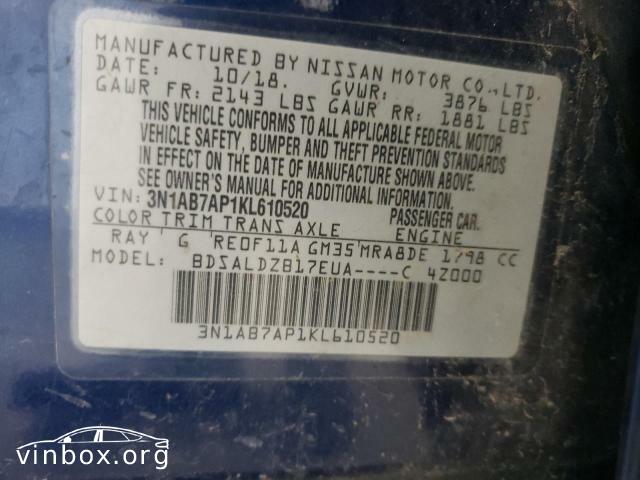 MANUFACTURED BY NISSAN MOTOR CO., LTD.
DATE: 10/18. GVWR: 3876 LBS
GAWR FR: 2143 LBS GAWR RR: 1881 LBS
THIS VEHICLE CONFORMS TO ALL APPLICABLE FEDERAL MOTOR
VEHICLE SAFETY, BUMPER AND THEFT PREVENTION STANDARDS
IN EFFECT ON THE DATE OF MANUFACTURE SHOWN ABOVE.
SEE OWNER'S MANUAL FOR ADDITIONAL INFORMATION.
VIN: 3N1AB7AP1KL610520 PASSENGER CAR.
COLOR TRIM TRANS AXLE ENGINE
RAY G RE0F11A GM35 MRA8DE 1798 CC
MODEL: BDSALDZB17EUA----C 4Z000
3N1AB7AP1KL610520
vinbox.org